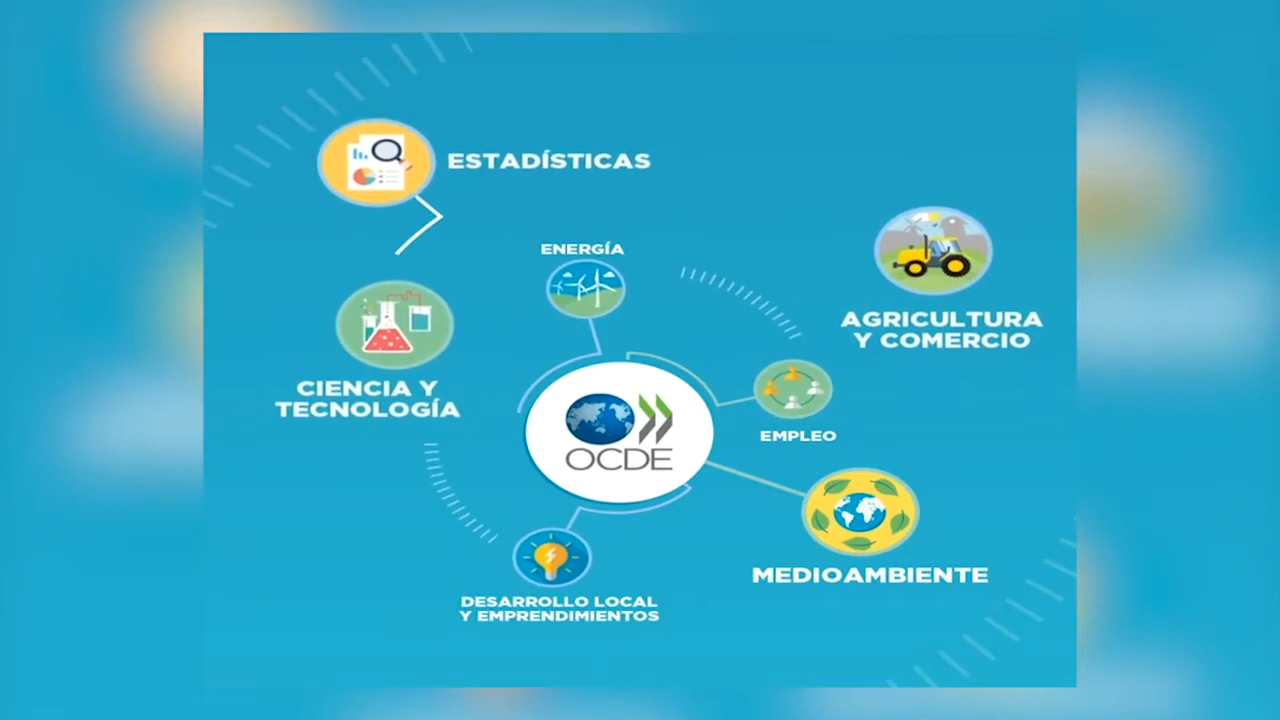 ESTADÍSTICAS
ENERGÍA
AGRICULTURA
Y COMERCIO
CIENCIA Y
TECNOLOGÍA
OCDE
EMPLEO
MEDIOAMBIENTE
DESARROLLO LOCAL
Y EMPRENDIMIENTOS